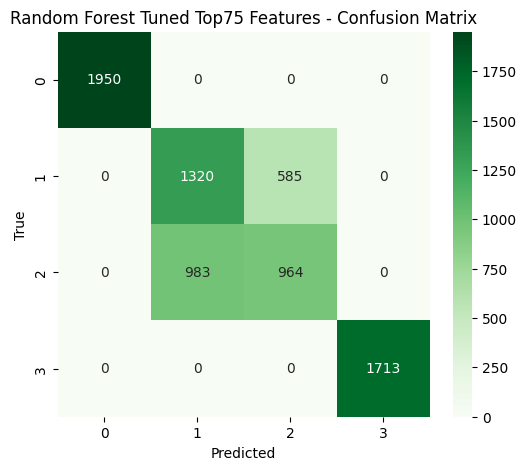 Random Forest Tuned Top75 Features - Confusion Matrix
True
0 1950 0 0 0
1 0 1320 585 0
2 0 983 964 0
3 0 0 0 1713
0 1 2 3
Predicted
1750
1500
1250
1000
750
500
250
0